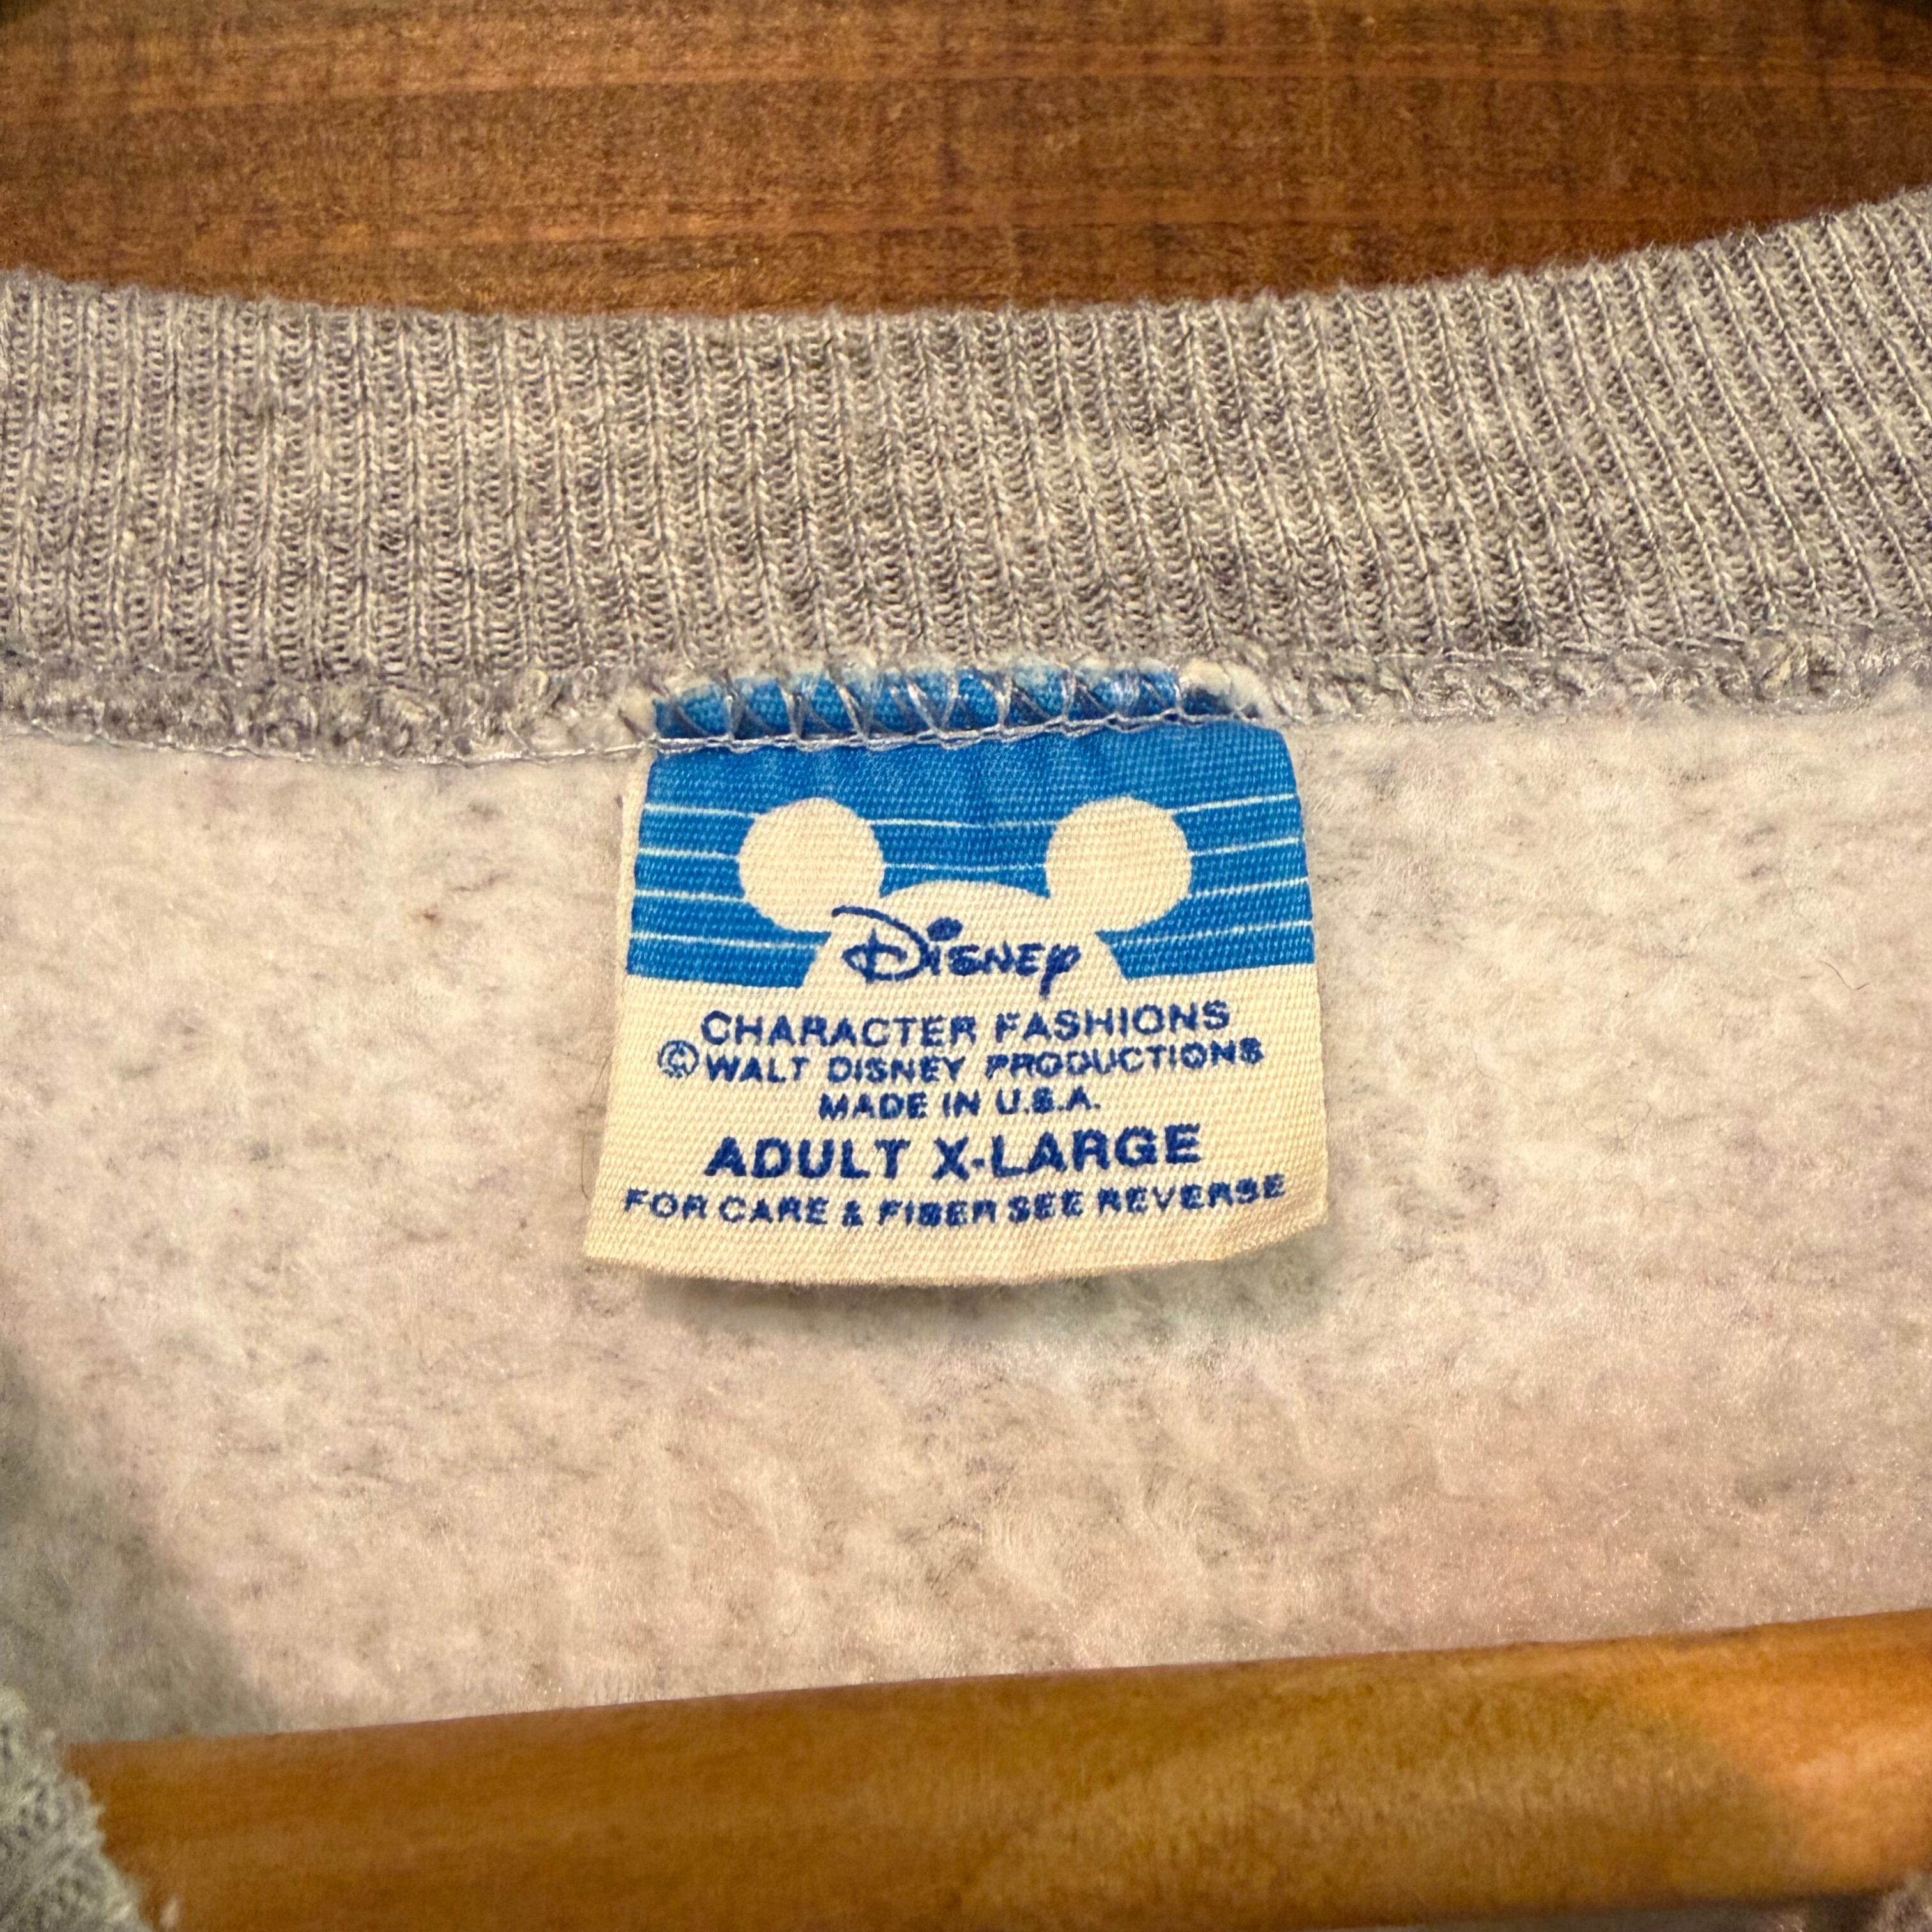 Disney
CHARACTER FASHIONS
©WALT DISNEY PRODUCTIONS
MADE IN U.S.A.
ADULT X-LARGE
FOR CARE & FIBER SEE REVERSE